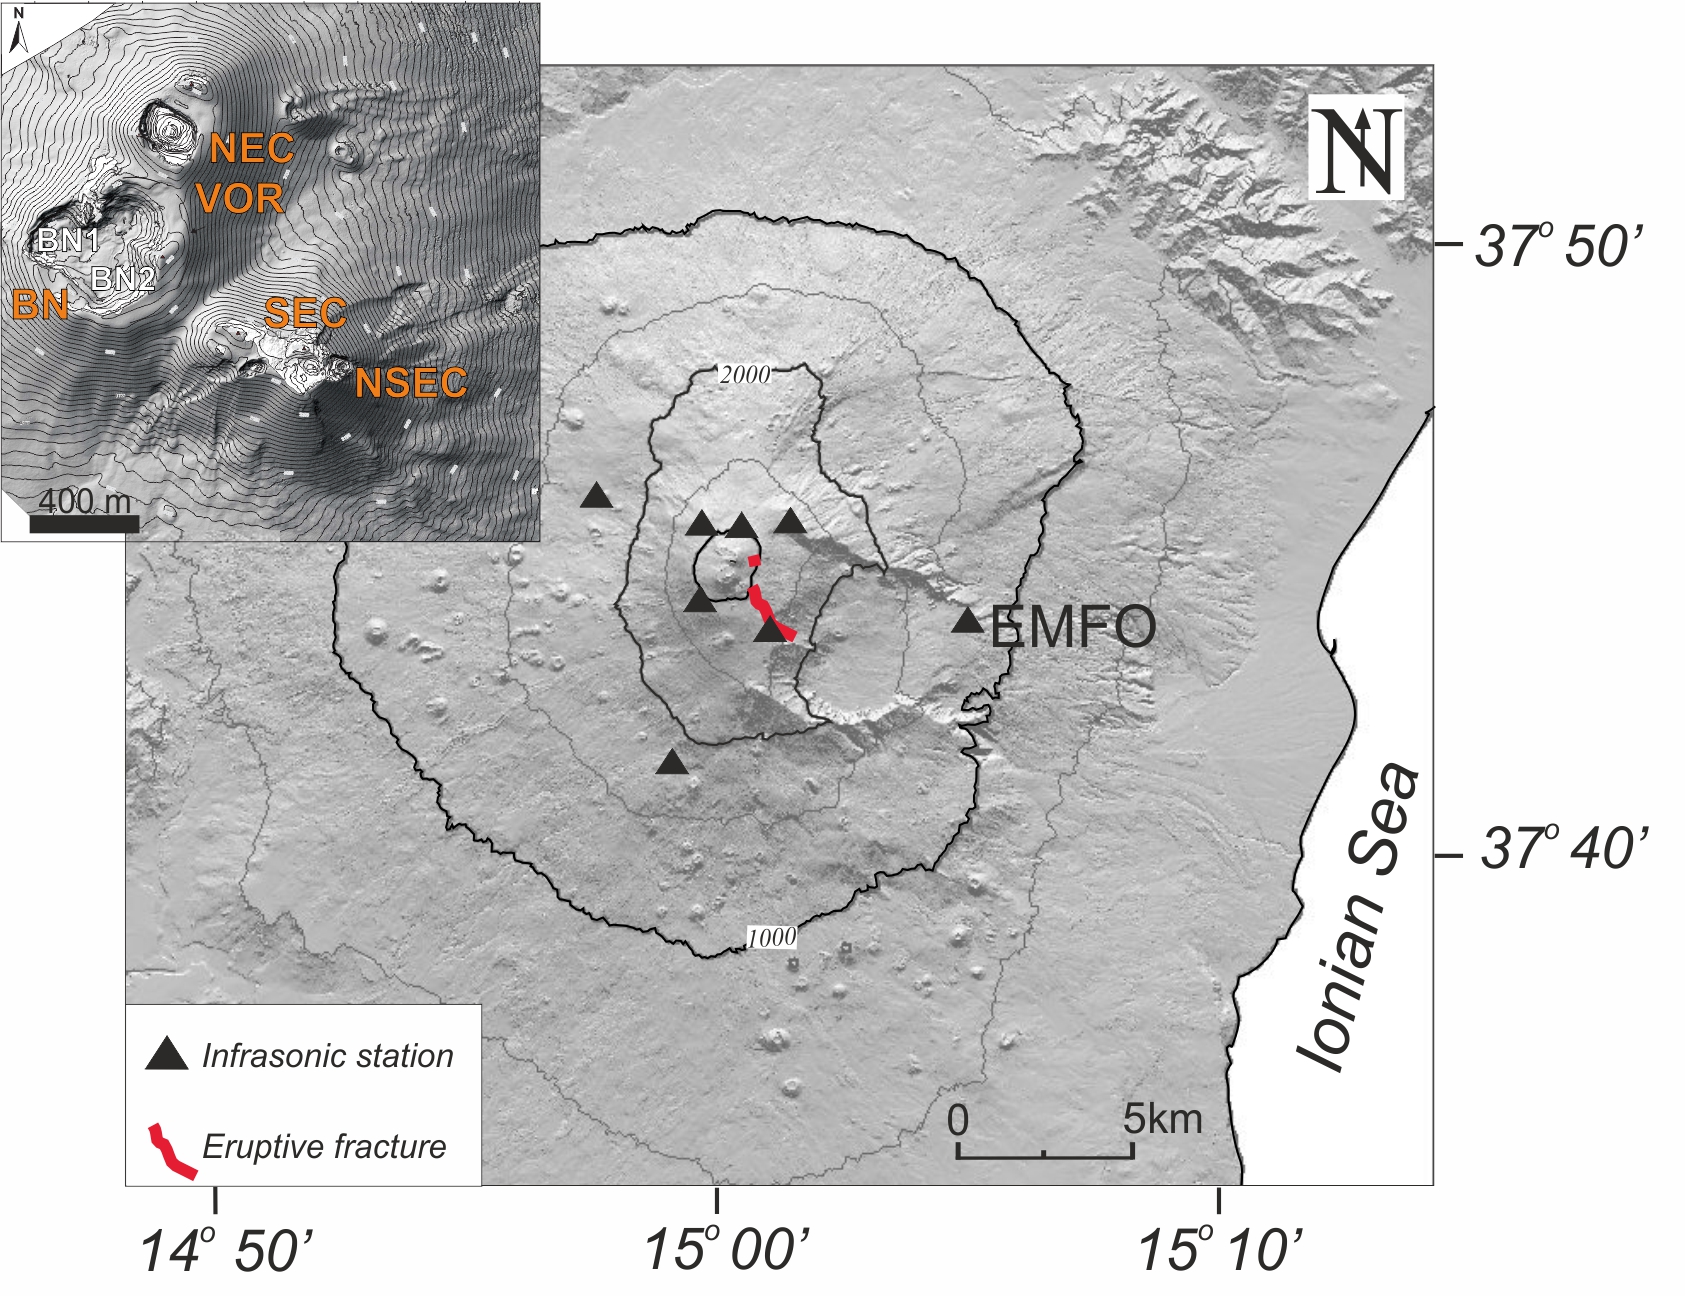 N
NEC
VOR
BN1
BN2
BN
SEC
NSEC
400 m
N
37° 50'
2000
EMFO
37° 40'
Ionian Sea
1000
Infrasonic station
Eruptive fracture
0 5km
14° 50' 15° 00' 15° 10'